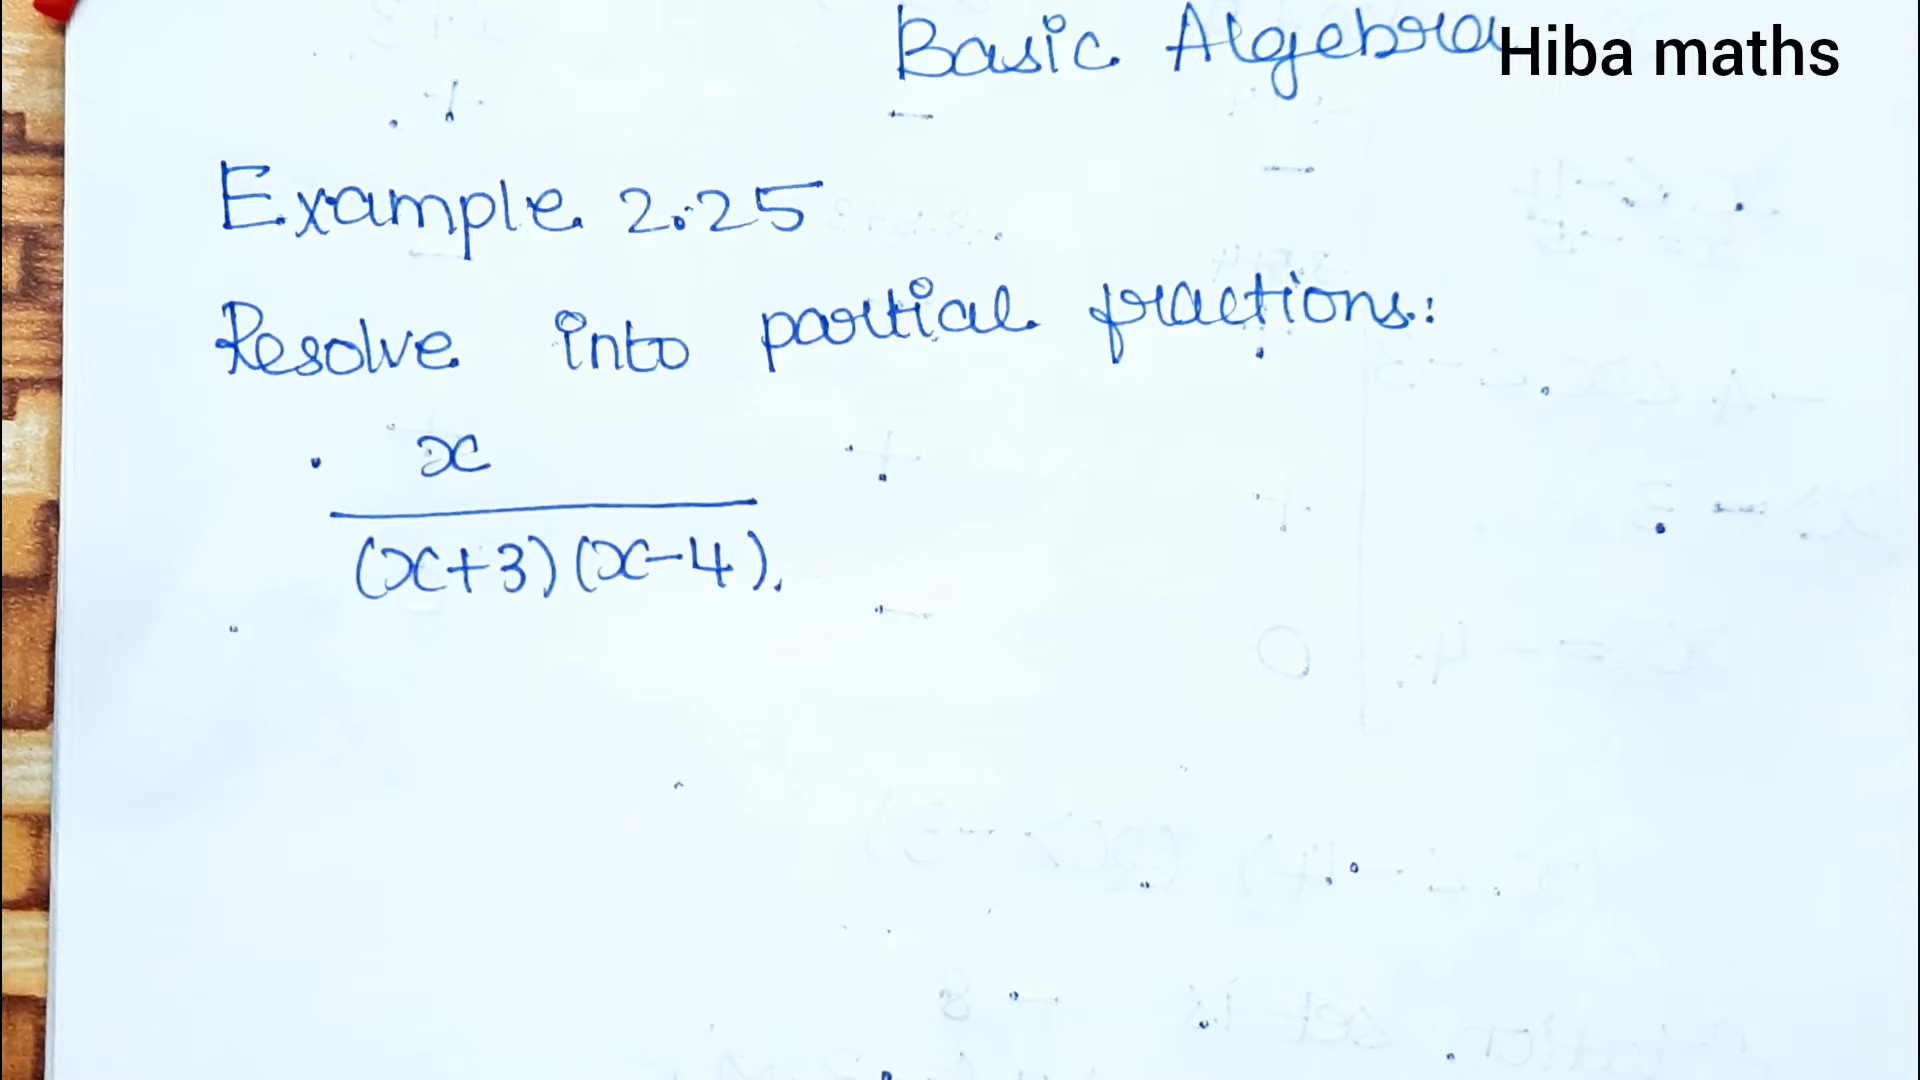 Basic Algebra
Hiba maths
Example 2.25
Resolve into partial fractions:
x
(x+3)(x-4).